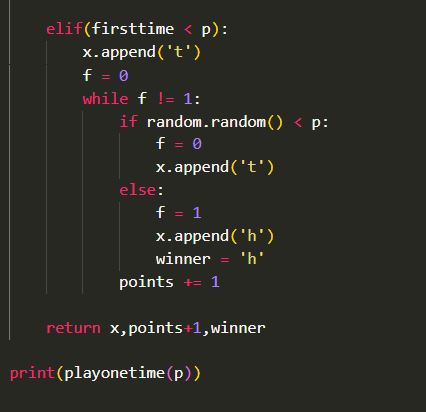 elif(firsttime < p):
x.append('t')
f = 0
while f != 1:
if random.random() < p:
f = 0
x.append('t')
else:
f = 1
x.append('h')
winner = 'h'
points += 1
return x,points+1,winner
print(playonetime(p))